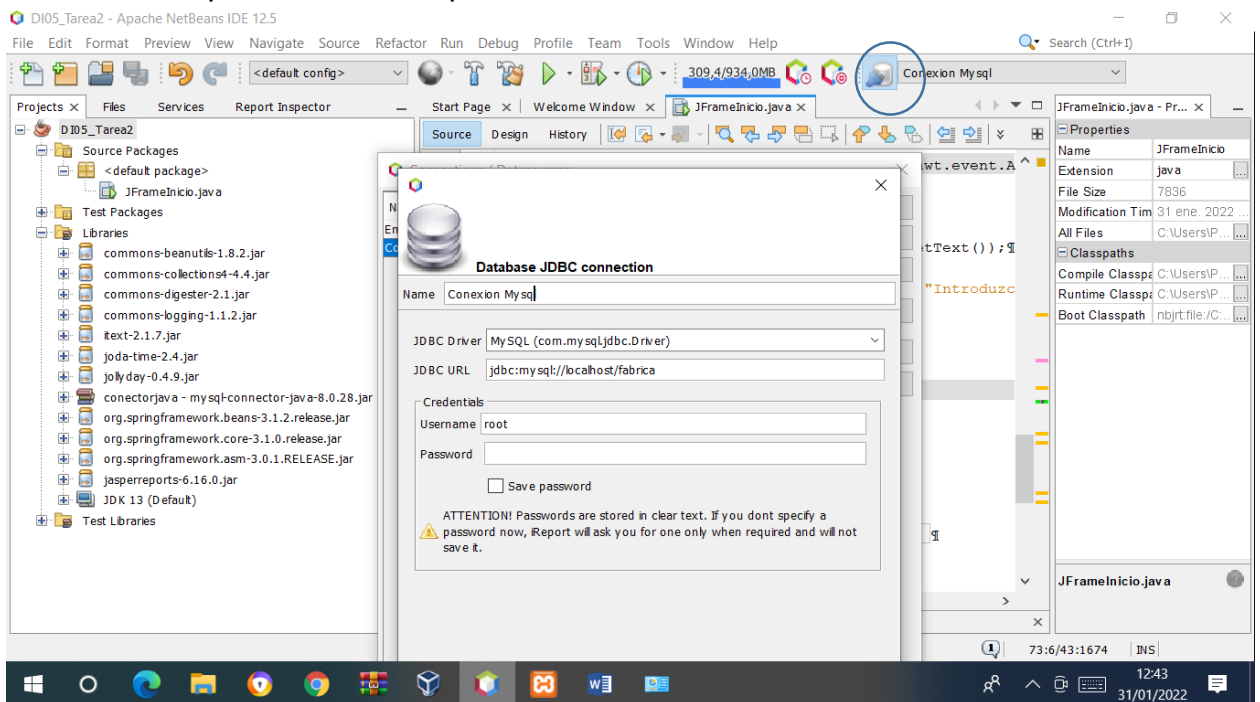 DI05_Tarea2 - Apache NetBeans IDE 12.5
File Edit Format Preview View Navigate Source Refactor Run Debug Profile Team Tools Window Help
Search (Ctrl+I)
<default config>
309,4/934,0MB
Conexion Mysql
Projects Files Services Report Inspector
Start Page Welcome Window JFrameInicio.java
JFrameInicio.java - Pr...
DI05_Tarea2
Source Packages
<default package>
JFrameInicio.java
Test Packages
Libraries
commons-beanutils-1.8.2.jar
commons-collections4-4.4.jar
commons-digester-2.1.jar
commons-logging-1.1.2.jar
itext-2.1.7.jar
joda-time-2.4.jar
jollyday-0.4.9.jar
conectorjava - mysql-connector-java-8.0.28.jar
org.springframework.beans-3.1.2.release.jar
org.springframework.core-3.1.0.release.jar
org.springframework.asm-3.0.1.RELEASE.jar
jasperreports-6.16.0.jar
JDK 13 (Default)
Test Libraries
Source Design History
wt.event.A
tText());¶
"Introduzc
¶
Database JDBC connection
Name Conexion Mysql
JDBC Driver MySQL (com.mysql.jdbc.Driver)
JDBC URL jdbc:mysql://localhost/fabrica
Credentials
Username root
Password
Save password
ATTENTION! Passwords are stored in clear text. If you dont specify a
password now, iReport will ask you for one only when required and will not
save it.
Properties
Name JFrameInicio
Extension java
File Size 7836
Modification Tim 31 ene. 2022 ...
All Files C:\Users\P...
Classpaths
Compile Classpa C:\Users\P...
Runtime Classpa C:\Users\P...
Boot Classpath nbjrt:file:/C:...
JFrameInicio.java
73:6/43:1674 INS
12:43
31/01/2022